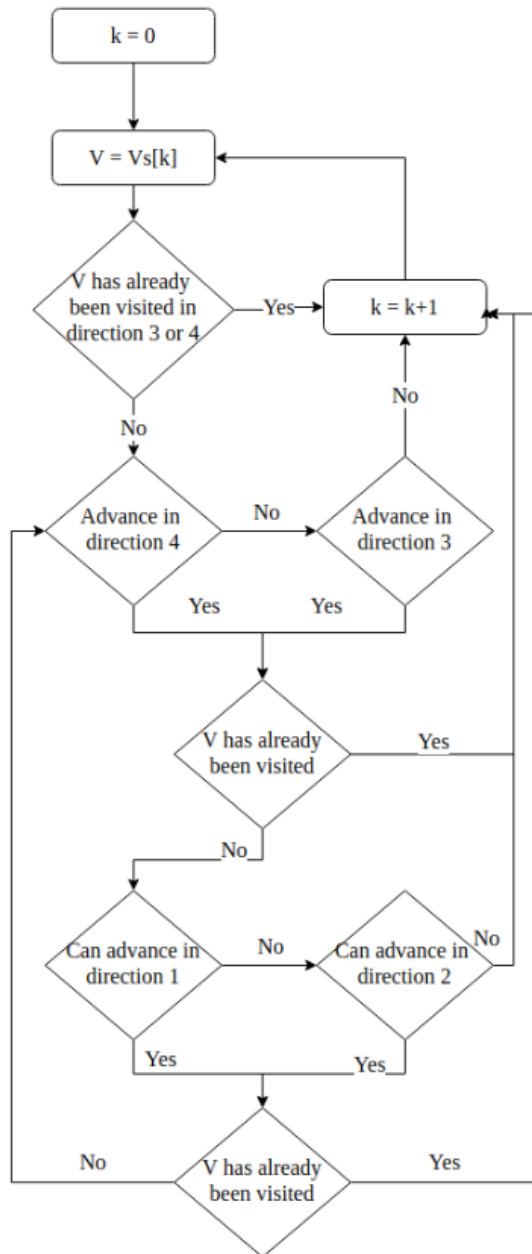 k = 0
V = Vs[k]
V has already
been visited in
direction 3 or 4
Yes
k = k+1
No
No
Advance in
direction 4
No
Advance in
direction 3
Yes
Yes
V has already
been visited
Yes
No
Can advance in
direction 1
No
Can advance in
direction 2
No
Yes
Yes
V has already
been visited
No
Yes